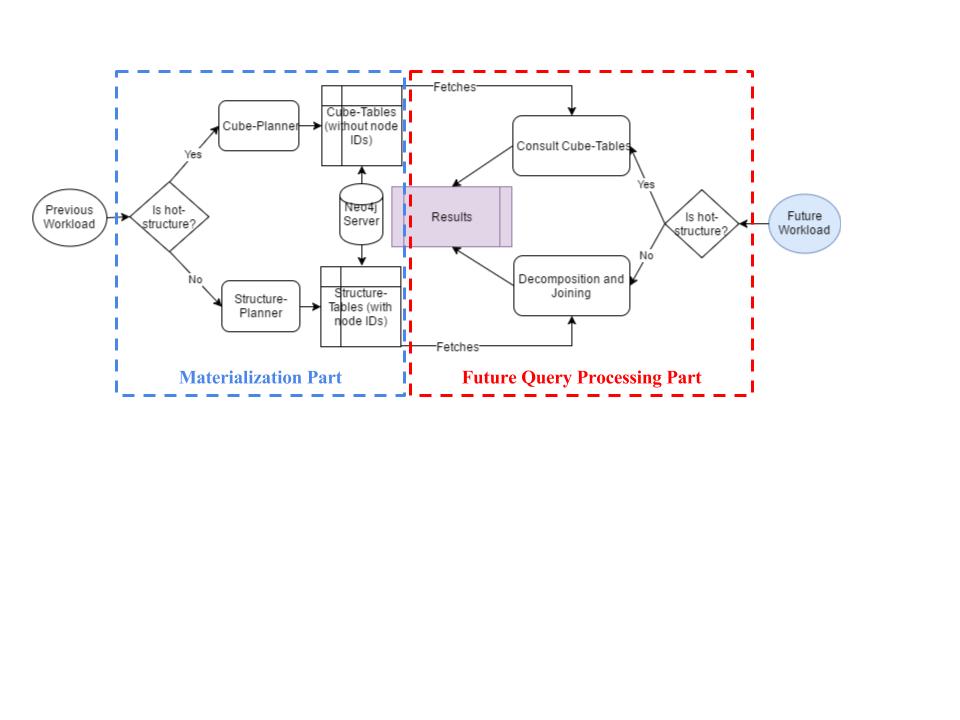 Fetches
Cube-Planner
Cube-Tables
(without node
IDs)
Consult Cube-Tables
Yes
Yes
Previous
Workload
Is hot-
structure?
Neo4j
Server
Results
Is hot-
structure?
Future
Workload
No
No
Structure-
Planner
Structure-
Tables (with
node IDs)
Decomposition and
Joining
Fetches
Materialization Part
Future Query Processing Part